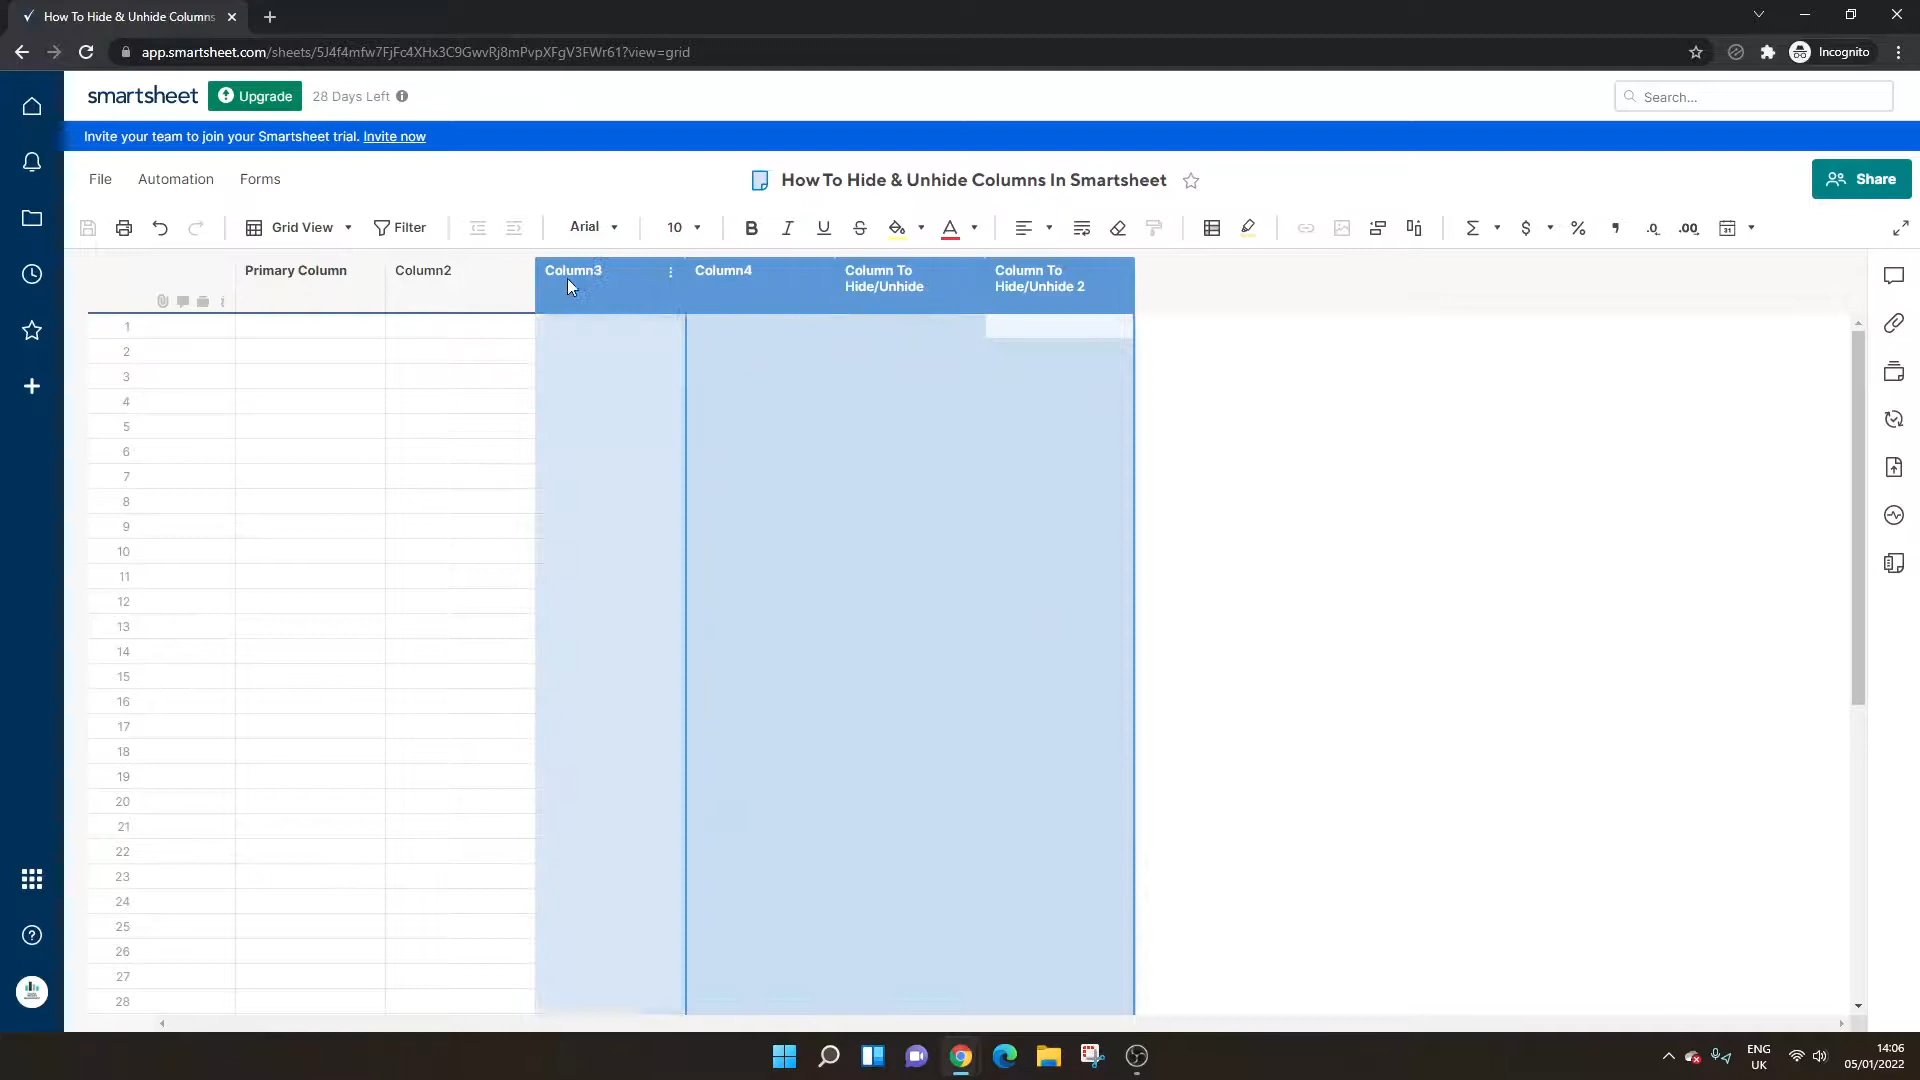 How To Hide & Unhide Columns
app.smartsheet.com/sheets/5J4f4mfw7FjFc4XHx3C9GwvRj8mPvpXFgV3FWr61?view=grid
Incognito
smartsheet
Upgrade
28 Days Left
Search...
Invite your team to join your Smartsheet trial. Invite now
File
Automation
Forms
How To Hide & Unhide Columns In Smartsheet
Share
Grid View
Filter
Arial
10
B
I
U
S
A
Σ
$
%
.0
.00
31
Primary Column
Column2
Column3
Column4
Column To
Hide/Unhide
Column To
Hide/Unhide 2
1
2
3
4
5
6
7
8
9
10
11
12
13
14
15
16
17
18
19
20
21
22
23
24
25
26
27
28
ENG
UK
14:06
05/01/2022